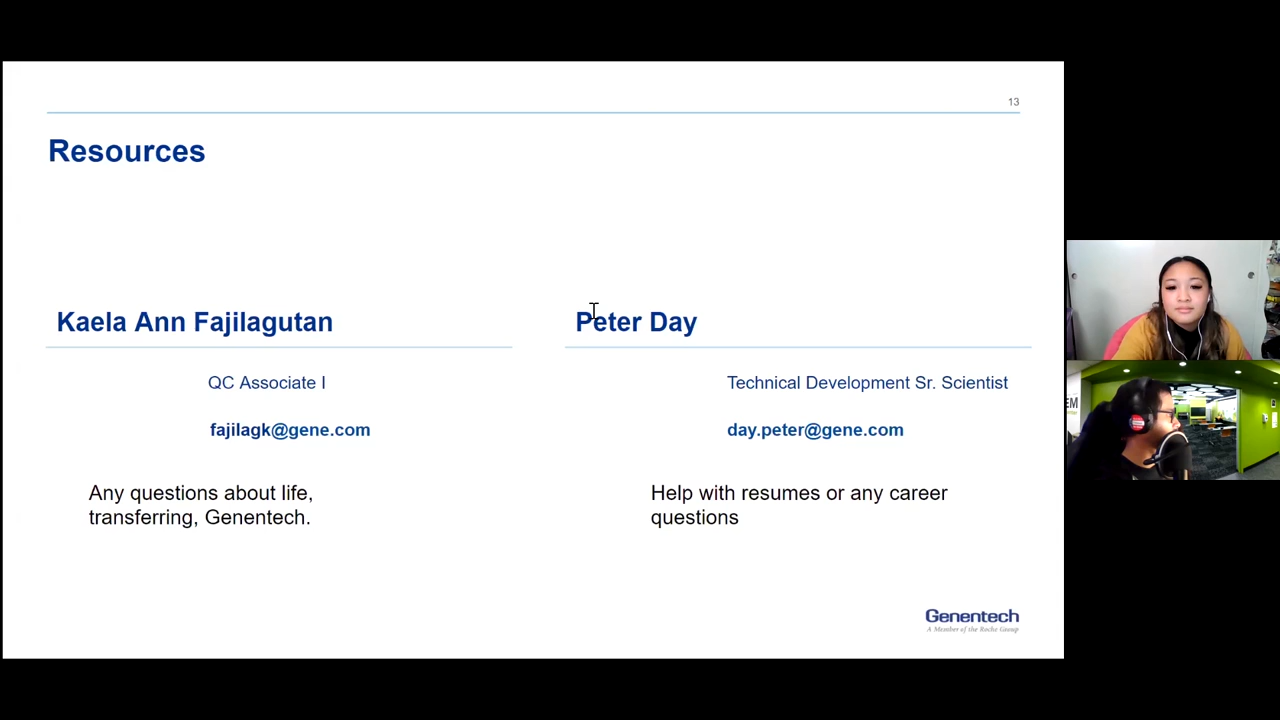 13
Resources
Kaela Ann Fajilagutan
Peter Day
QC Associate I
Technical Development Sr. Scientist
fajilagk@gene.com
day.peter@gene.com
Any questions about life,
transferring, Genentech.
Help with resumes or any career
questions
Genentech
A Member of the Roche Group
EM